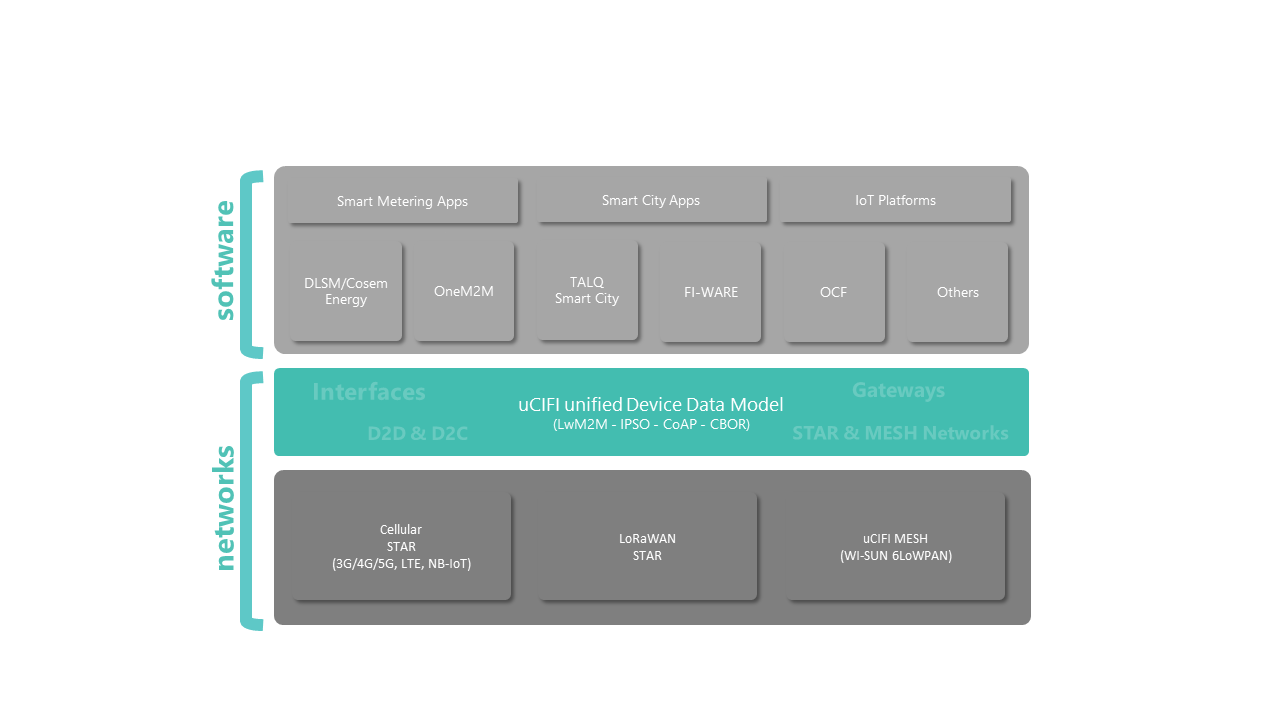 software
Smart Metering Apps
Smart City Apps
IoT Platforms
DLSM/Cosem
Energy
OneM2M
TALQ
Smart City
FI-WARE
OCF
Others
networks
Interfaces
D2D & D2C
uCIFI unified Device Data Model
(LwM2M - IPSO - CoAP - CBOR)
Gateways
STAR & MESH Networks
Cellular
STAR
(3G/4G/5G, LTE, NB-IoT)
LoRaWAN
STAR
uCIFI MESH
(WI-SUN 6LoWPAN)